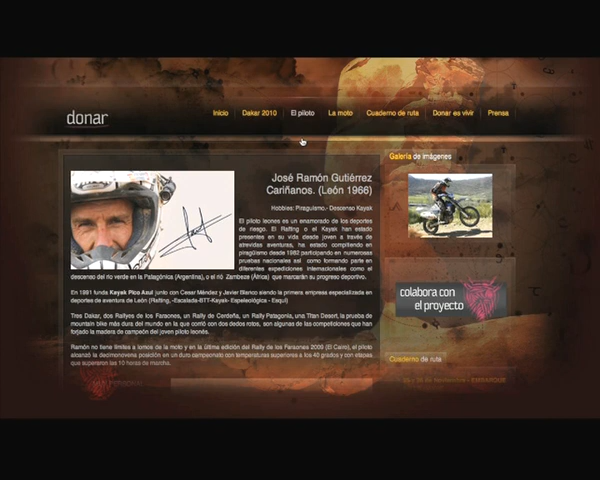 donar
Inicio Dakar 2010 El piloto La moto Cuaderno de ruta Donar es vivir Prensa
José Ramón Gutiérrez
Cariñanos. (León 1966)
Hobbies: Piraguismo.- Descenso Kayak
El piloto leones es un enamorado de los deportes
de riesgo. El Rafting o el Kayak han estado
presentes en su vida desde joven a través de
atrevidas aventuras, ha estado compitiendo en
piragüismo desde 1982 participando en numerosas
pruebas nacionales así como formando parte en
diferentes expediciones internacionales como el
descenso del rio verde en la Patagónica (Argentina), o el rió Zambeze (África) que marcarán su progreso deportivo.
En 1991 funda Kayak Pico Azul junto con Cesar Méndez y Javier Blanco siendo la primera empresa especializada en
deportes de aventura de León (Rafting, -Escalada-BTT-Kayak- Espeleológica - Esquí)
Tres Dakar, dos Rallyes de los Faraones, un Rally de Cerdeña, un Rally Patagonia, una Titan Desert, la prueba de
mountain bike más dura del mundo en la que corrió con dos dedos rotos, son algunas de las competiciones que han
forjado la madera de campeón del joven piloto leonés.
Ramón no tiene límites a lomos de la moto y en la última edición del Rally de los Faraones 2009 (El Cairo), el piloto
alcanzó la decimonovena posición en un duro campeonato con temperaturas superiores a los 40 grados y con etapas
que superaron las 10 horas de marcha.
Galería de imágenes
colabora con
el proyecto
Cuaderno de ruta